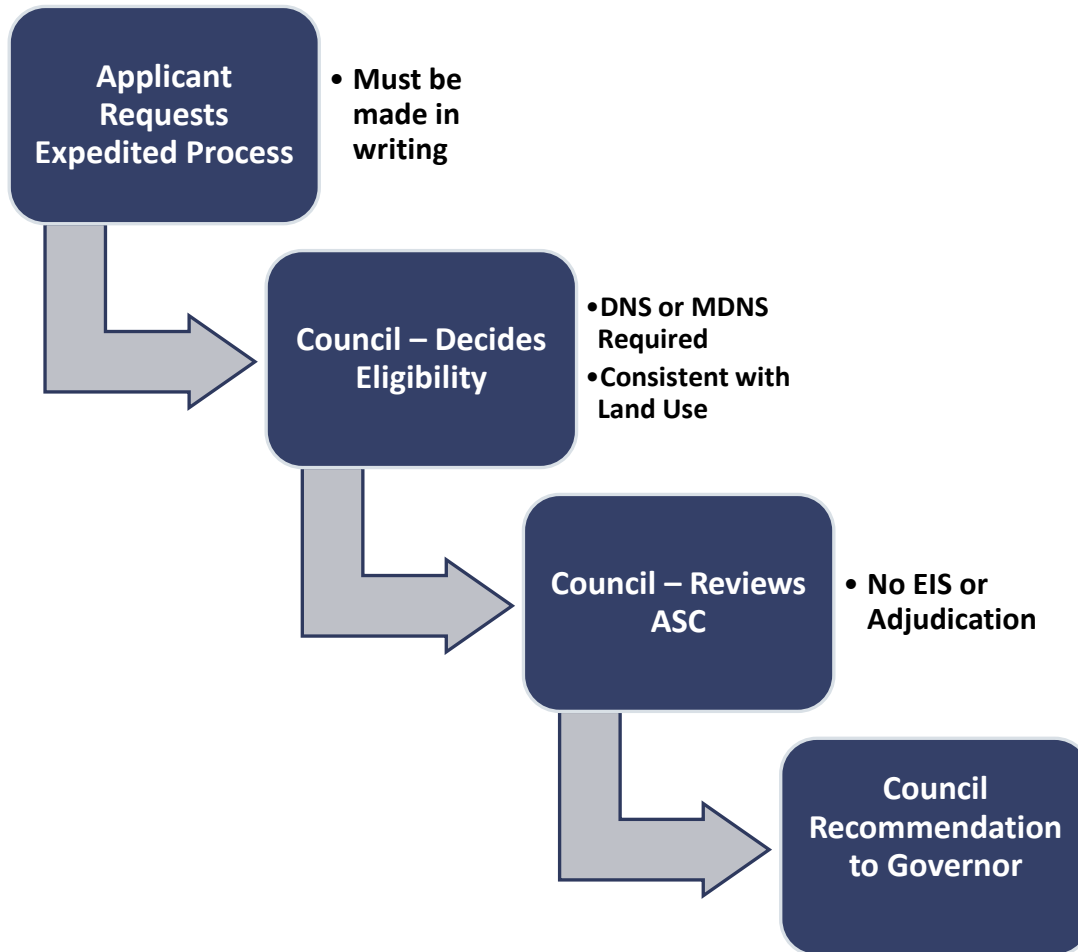 Applicant
Requests
Expedited Process
• Must be
made in
writing
Council – Decides
Eligibility
•DNS or MDNS
Required
•Consistent with
Land Use
Council – Reviews
ASC
• No EIS or
Adjudication
Council
Recommendation
to Governor